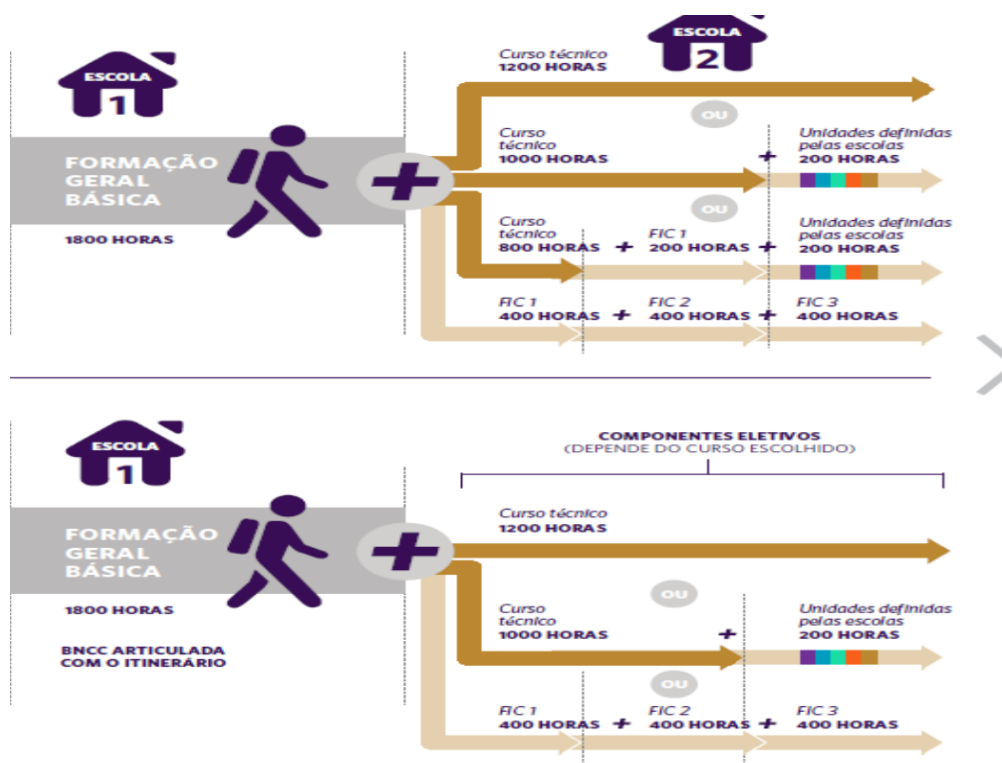 ESCOLA
1
FORMAÇÃO
GERAL
BÁSICA
1800 HORAS
+
ESCOLA
2
Curso técnico
1200 HORAS
OU
Curso
técnico
1000 HORAS
+
Unidades definidas
pelas escolas
200 HORAS
OU
Curso
técnico
800 HORAS
+
FIC 1
200 HORAS
+
Unidades definidas
pelas escolas
200 HORAS
FIC 1
400 HORAS
+
FIC 2
400 HORAS
+
FIC 3
400 HORAS
ESCOLA
1
FORMAÇÃO
GERAL
BÁSICA
1800 HORAS
BNCC ARTICULADA
COM O ITINERÁRIO
+
COMPONENTES ELETIVOS
(DEPENDE DO CURSO ESCOLHIDO)
Curso técnico
1200 HORAS
OU
Curso
técnico
1000 HORAS
+
Unidades definidas
pelas escolas
200 HORAS
OU
FIC 1
400 HORAS
+
FIC 2
400 HORAS
+
FIC 3
400 HORAS